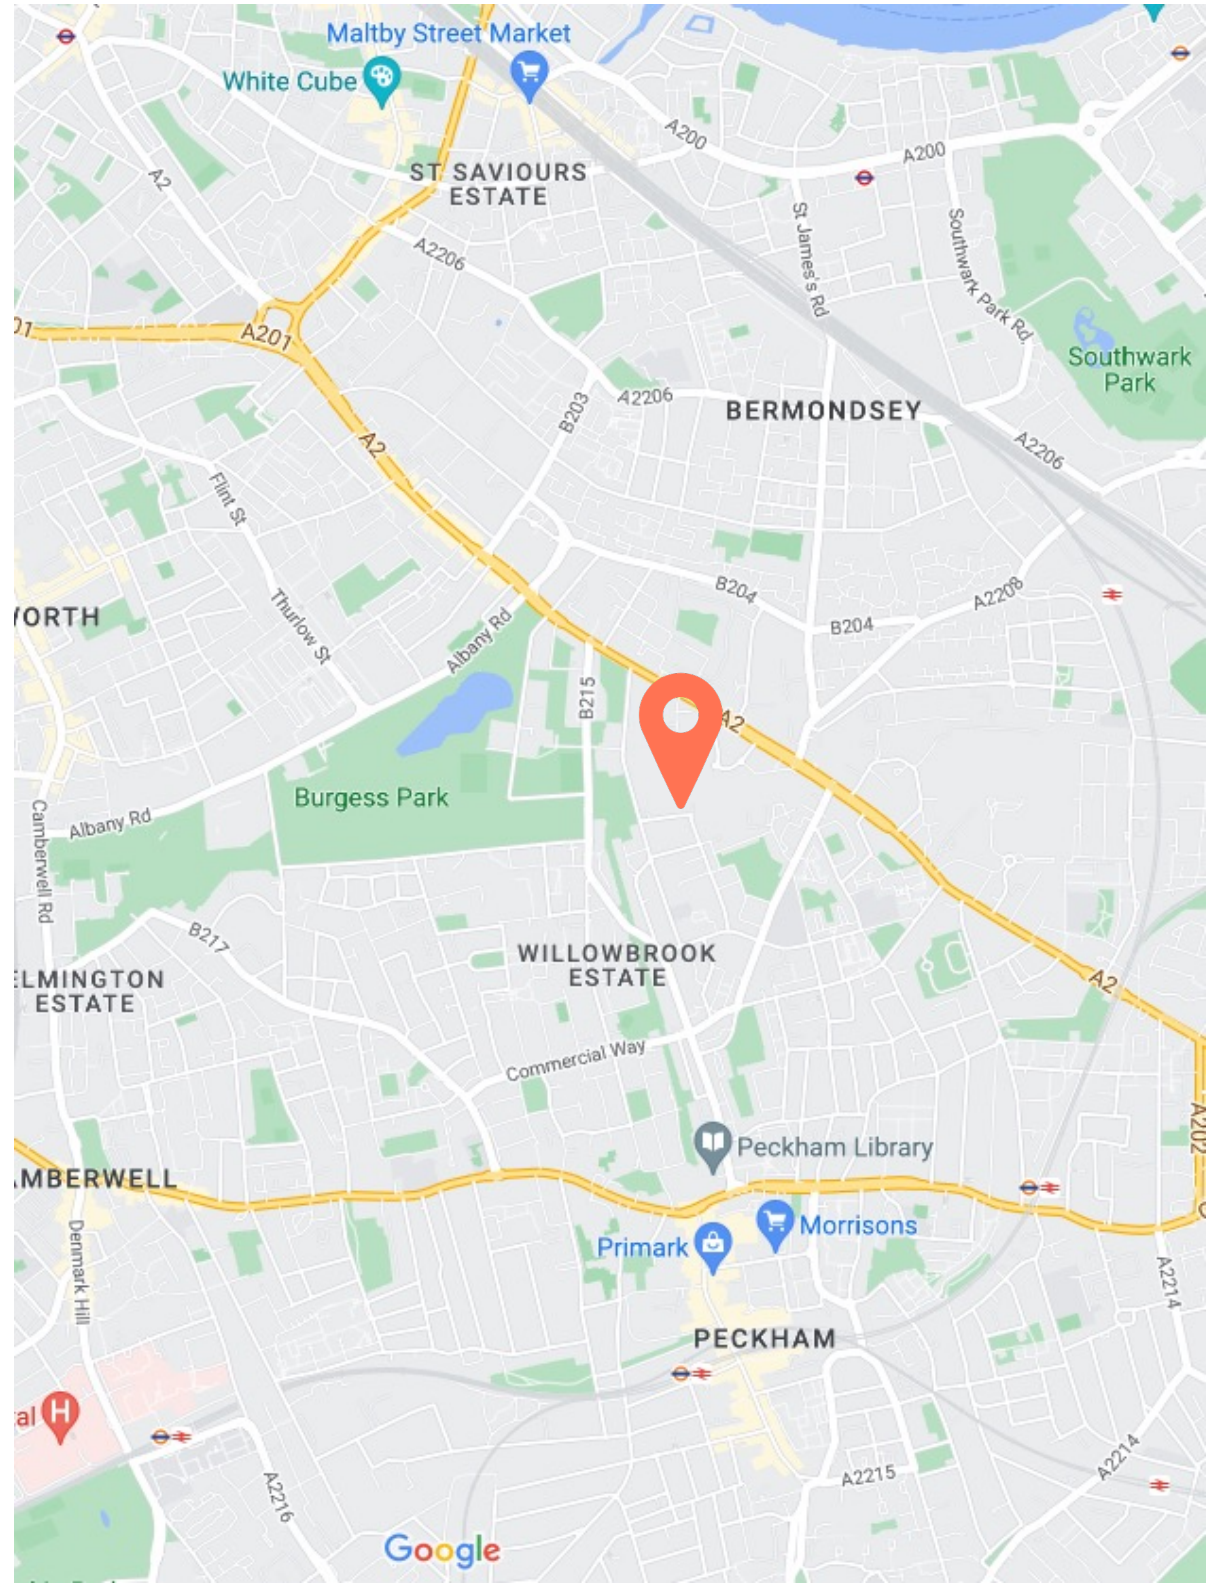 Maltby Street Market
White Cube
A200
A200
A2
ST SAVIOURS
ESTATE
St James's Rd
Southwark Park Rd
A2206
01
A201
Southwark
Park
A2206
B203
BERMONDSEY
A2
A2206
Flint St
B204
A2208
WORTH
Thurlow St
B204
Albany Rd
B215
A2
Burgess Park
Albany Rd
Camberwell Rd
B217
WILLOWBROOK
ESTATE
ELMINGTON
ESTATE
A2
Commercial Way
A202
Peckham Library
AMBERWELL
Morrisons
Primark
Denmark Hill
A2214
PECKHAM
al
H
A2214
A2215
A2216
Google